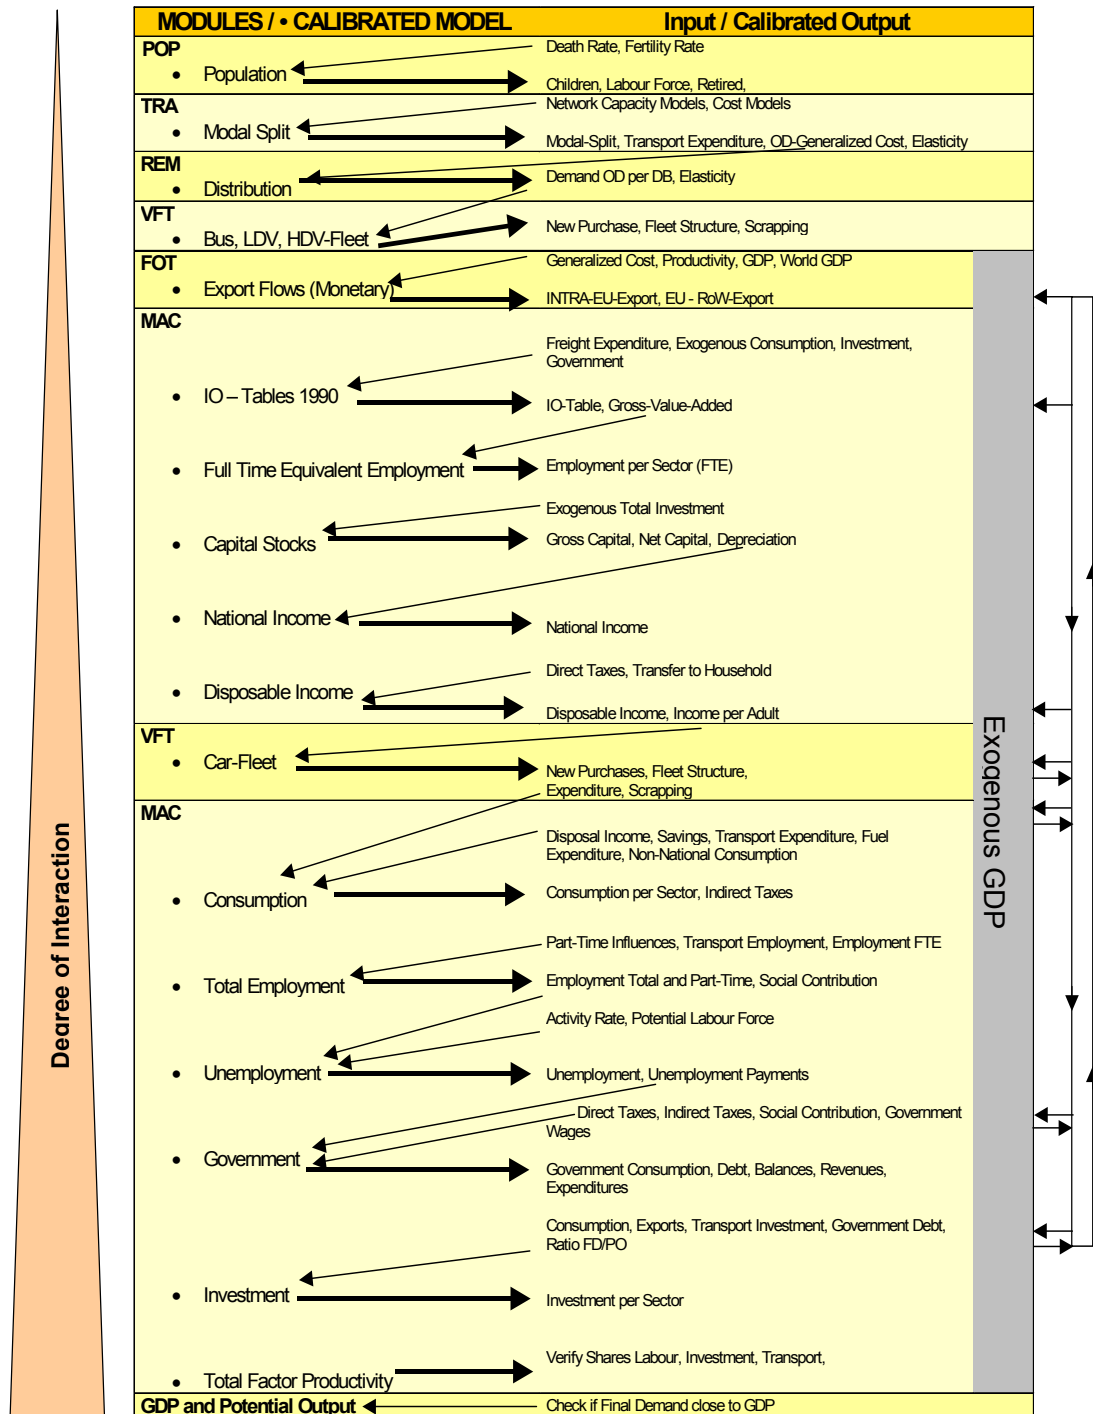 MODULES / • CALIBRATED MODEL Input / Calibrated Output
POP
Death Rate, Fertility Rate
• Population
Children, Labour Force, Retired,
TRA
Network Capacity Models, Cost Models
• Modal Split
Modal-Split, Transport Expenditure, OD-Generalized Cost, Elasticity
REM
Demand OD per DB, Elasticity
• Distribution
VFT
New Purchase, Fleet Structure, Scrapping
• Bus, LDV, HDV-Fleet
FOT
Generalized Cost, Productivity, GDP, World GDP
• Export Flows (Monetary)
INTRA-EU-Export, EU - RoW-Export
MAC
Freight Expenditure, Exogenous Consumption, Investment,
Government
• IO – Tables 1990
IO-Table, Gross-Value-Added
• Full Time Equivalent Employment
Employment per Sector (FTE)
Exogenous Total Investment
• Capital Stocks
Gross Capital, Net Capital, Depreciation
• National Income
National Income
Direct Taxes, Transfer to Household
• Disposable Income
Disposable Income, Income per Adult
VFT
• Car-Fleet
New Purchases, Fleet Structure,
Expenditure, Scrapping
MAC
Disposal Income, Savings, Transport Expenditure, Fuel
Expenditure, Non-National Consumption
• Consumption
Consumption per Sector, Indirect Taxes
Part-Time Influences, Transport Employment, Employment FTE
• Total Employment
Employment Total and Part-Time, Social Contribution
Activity Rate, Potential Labour Force
• Unemployment
Unemployment, Unemployment Payments
Direct Taxes, Indirect Taxes, Social Contribution, Government
Wages
• Government
Government Consumption, Debt, Balances, Revenues,
Expenditures
Consumption, Exports, Transport Investment, Government Debt,
Ratio FD/PO
• Investment
Investment per Sector
Verify Shares Labour, Investment, Transport,
• Total Factor Productivity
GDP and Potential Output
Check if Final Demand close to GDP
Degree of Interaction
Exogenous GDP